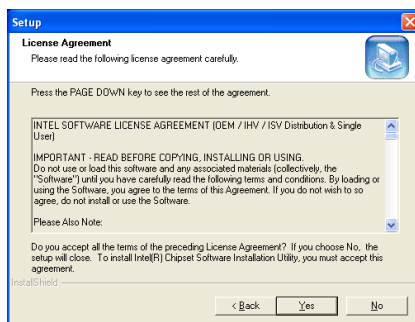 Setup
License Agreement
Please read the following license agreement carefully.
Press the PAGE DOWN key to see the rest of the agreement.
INTEL SOFTWARE LICENSE AGREEMENT (OEM / IHV / ISV Distribution & Single
User)
IMPORTANT - READ BEFORE COPYING, INSTALLING OR USING.
Do not use or load this software and any associated materials (collectively, the
"Software") until you have carefully read the following terms and conditions. By loading or
using the Software, you agree to the terms of this Agreement. If you do not wish to so
agree, do not install or use the Software.
Please Also Note:
Do you accept all the terms of the preceding License Agreement? If you choose No, the
setup will close. To install Intel(R) Chipset Software Installation Utility, you must accept this
agreement.
InstallShield
< Back Yes No